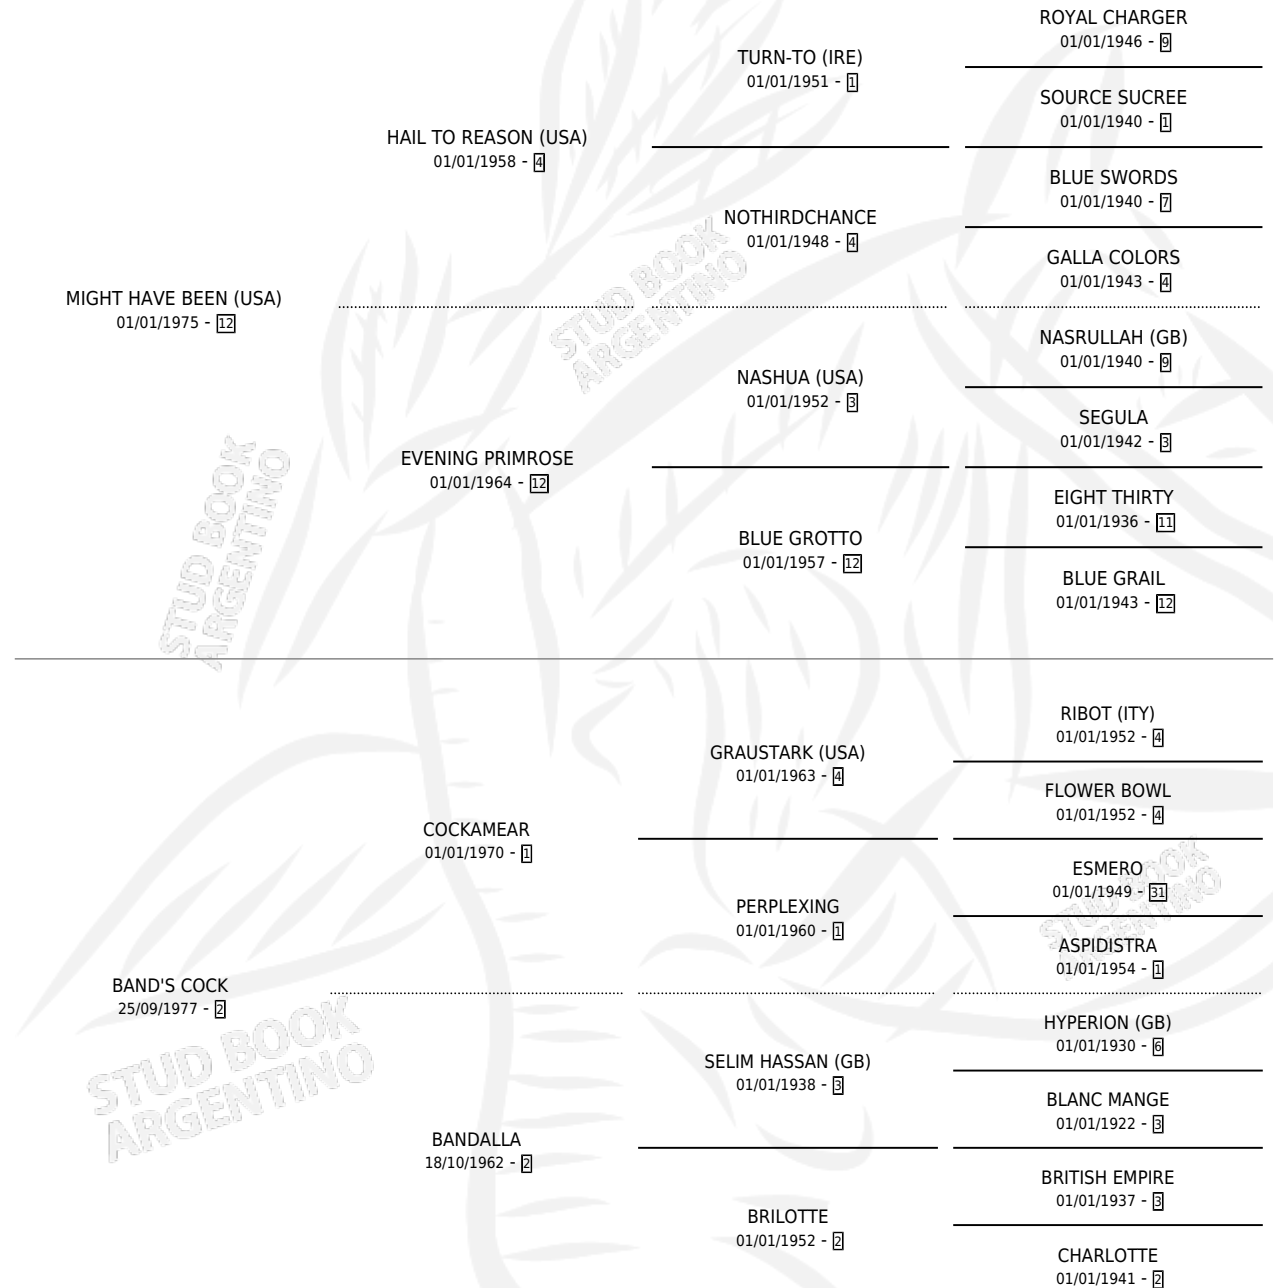 ROYAL CHARGER
01/01/1946 - 9
TURN-TO (IRE)
01/01/1951 - 1
SOURCE SUCREE
01/01/1940 - 1
HAIL TO REASON (USA)
01/01/1958 - 4
BLUE SWORDS
01/01/1940 - 7
NOTHIRDCHANCE
01/01/1948 - 4
GALLA COLORS
01/01/1943 - 4
STUD BOOK
ARGENTINO
MIGHT HAVE BEEN (USA)
01/01/1975 - 12
NASRULLAH (GB)
01/01/1940 - 9
NASHUA (USA)
01/01/1952 - 3
SEGULA
01/01/1942 - 3
EVENING PRIMROSE
01/01/1964 - 12
EIGHT THIRTY
01/01/1936 - 11
BLUE GROTTO
01/01/1957 - 12
BLUE GRAIL
01/01/1943 - 12
STUD BOOK
ARGENTINO
RIBOT (ITY)
01/01/1952 - 4
GRAUSTARK (USA)
01/01/1963 - 4
FLOWER BOWL
01/01/1952 - 4
COCKAMEAR
01/01/1970 - 1
ESMERO
01/01/1949 - 31
PERPLEXING
01/01/1960 - 1
STUD BOOK
ARGENTINO
ASPIDISTRA
01/01/1954 - 1
BAND'S COCK
25/09/1977 - 2
HYPERION (GB)
01/01/1930 - 6
SELIM HASSAN (GB)
01/01/1938 - 3
STUD BOOK
ARGENTINO
BLANC MANGE
01/01/1922 - 3
BANDALLA
18/10/1962 - 2
BRITISH EMPIRE
01/01/1937 - 3
BRILOTTE
01/01/1952 - 2
CHARLOTTE
01/01/1941 - 2